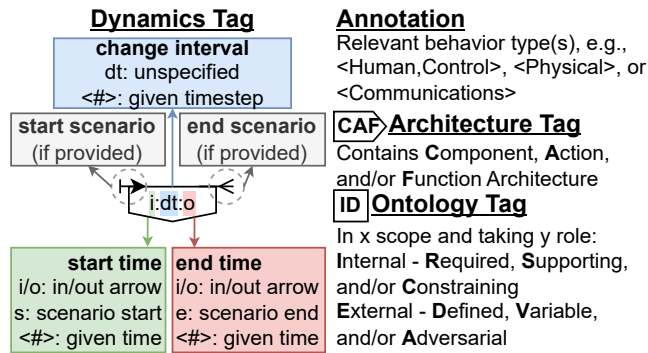 Dynamics Tag
change interval
dt: unspecified
<#>: given timestep
start scenario
(if provided)
end scenario
(if provided)
i:dt:o
start time
i/o: in/out arrow
s: scenario start
<#>: given time
end time
i/o: in/out arrow
e: scenario end
<#>: given time
Annotation
Relevant behavior type(s), e.g.,
<Human,Control>, <Physical>, or
<Communications>
CAF Architecture Tag
Contains Component, Action,
and/or Function Architecture
ID Ontology Tag
In x scope and taking y role:
Internal - Required, Supporting,
and/or Constraining
External - Defined, Variable,
and/or Adversarial